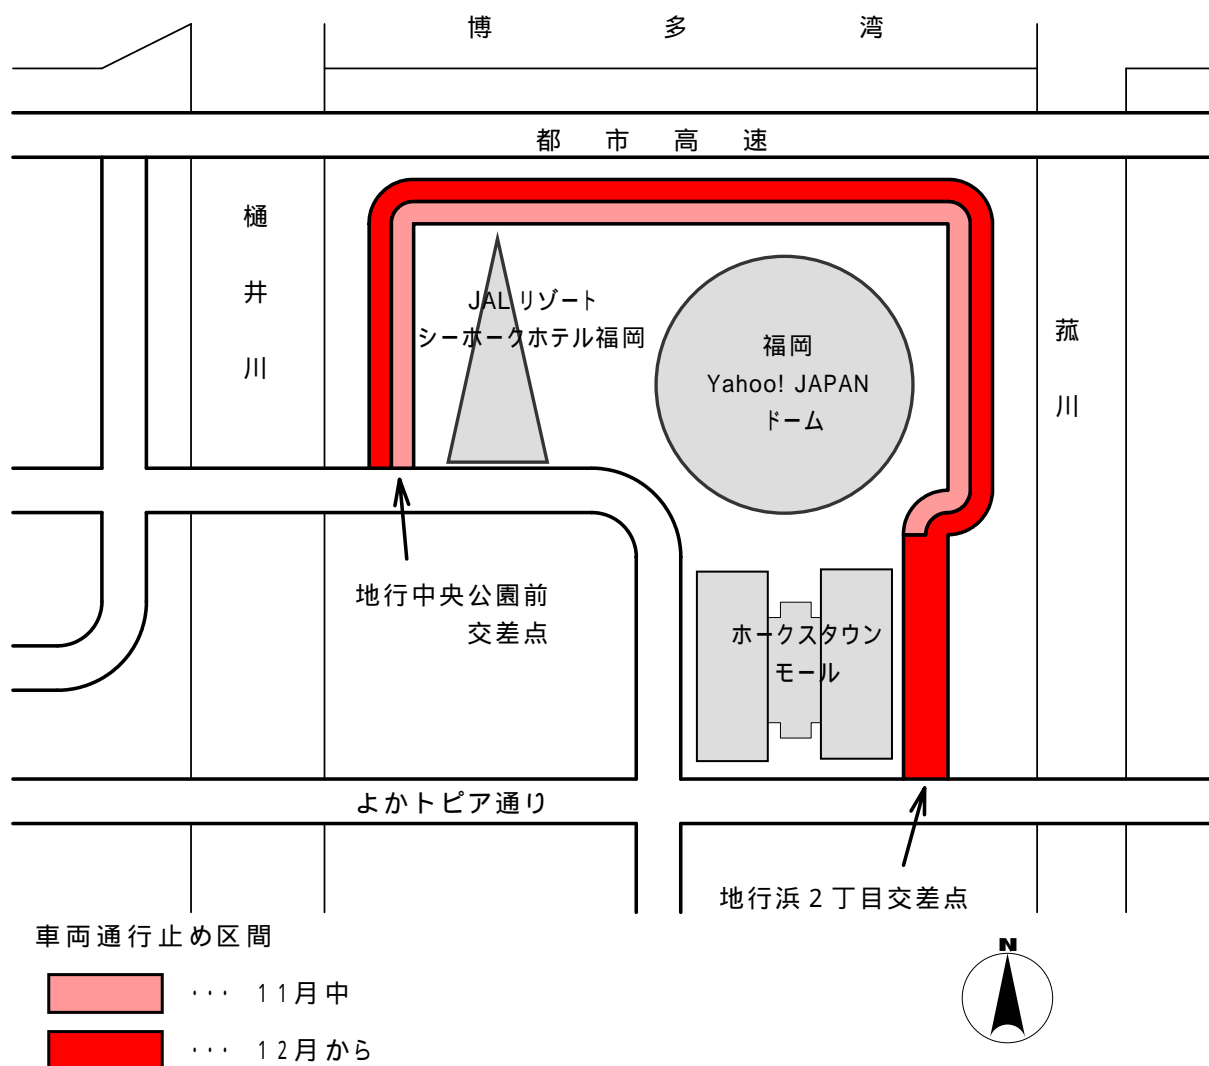 博多湾
都市高速
樋井川
JALリゾート
シーホークホテル福岡
福岡
Yahoo! JAPAN
ドーム
菰川
地行中央公園前
交差点
ホークスタウン
モール
よかトピア通り
地行浜2丁目交差点
車両通行止め区間
… 11月中
… 12月から
N